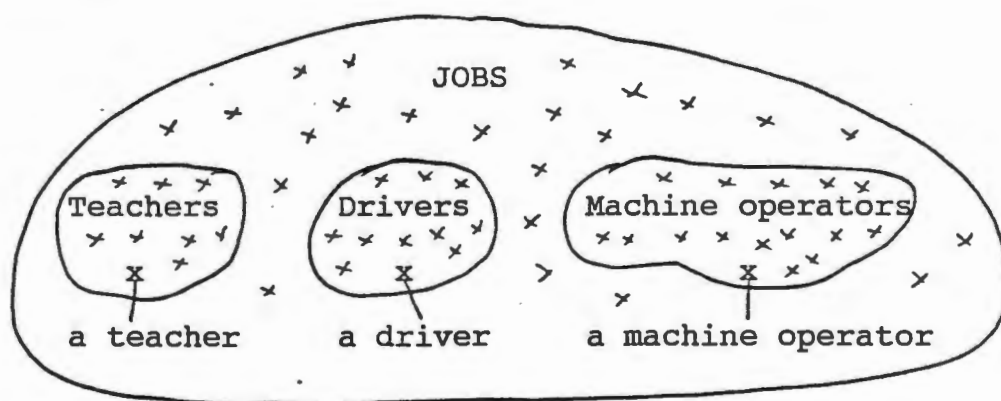 JOBS
Teachers Drivers Machine operators
x x x
a teacher a driver a machine operator